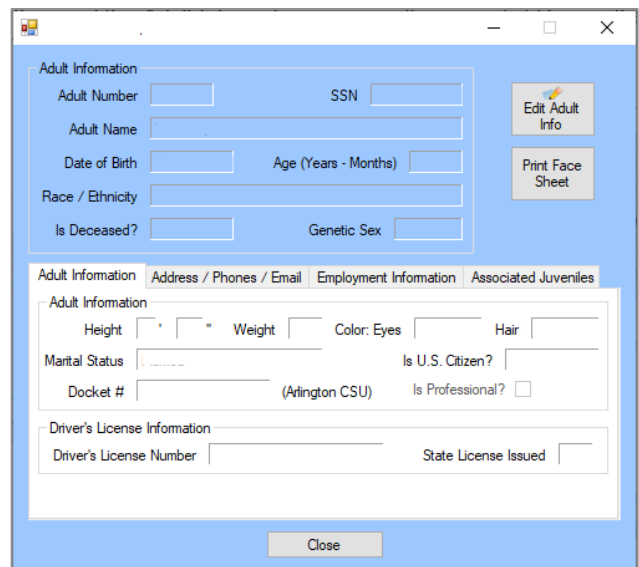 Adult Information
Adult Number SSN
Edit Adult Info
Adult Name
Date of Birth Age (Years - Months)
Print Face Sheet
Race / Ethnicity
Is Deceased? Genetic Sex
Adult Information Address / Phones / Email Employment Information Associated Juveniles
Adult Information
Height ' " Weight Color: Eyes Hair
Marital Status Is U.S. Citizen?
Docket # (Arlington CSU) Is Professional?
Driver's License Information
Driver's License Number State License Issued
Close